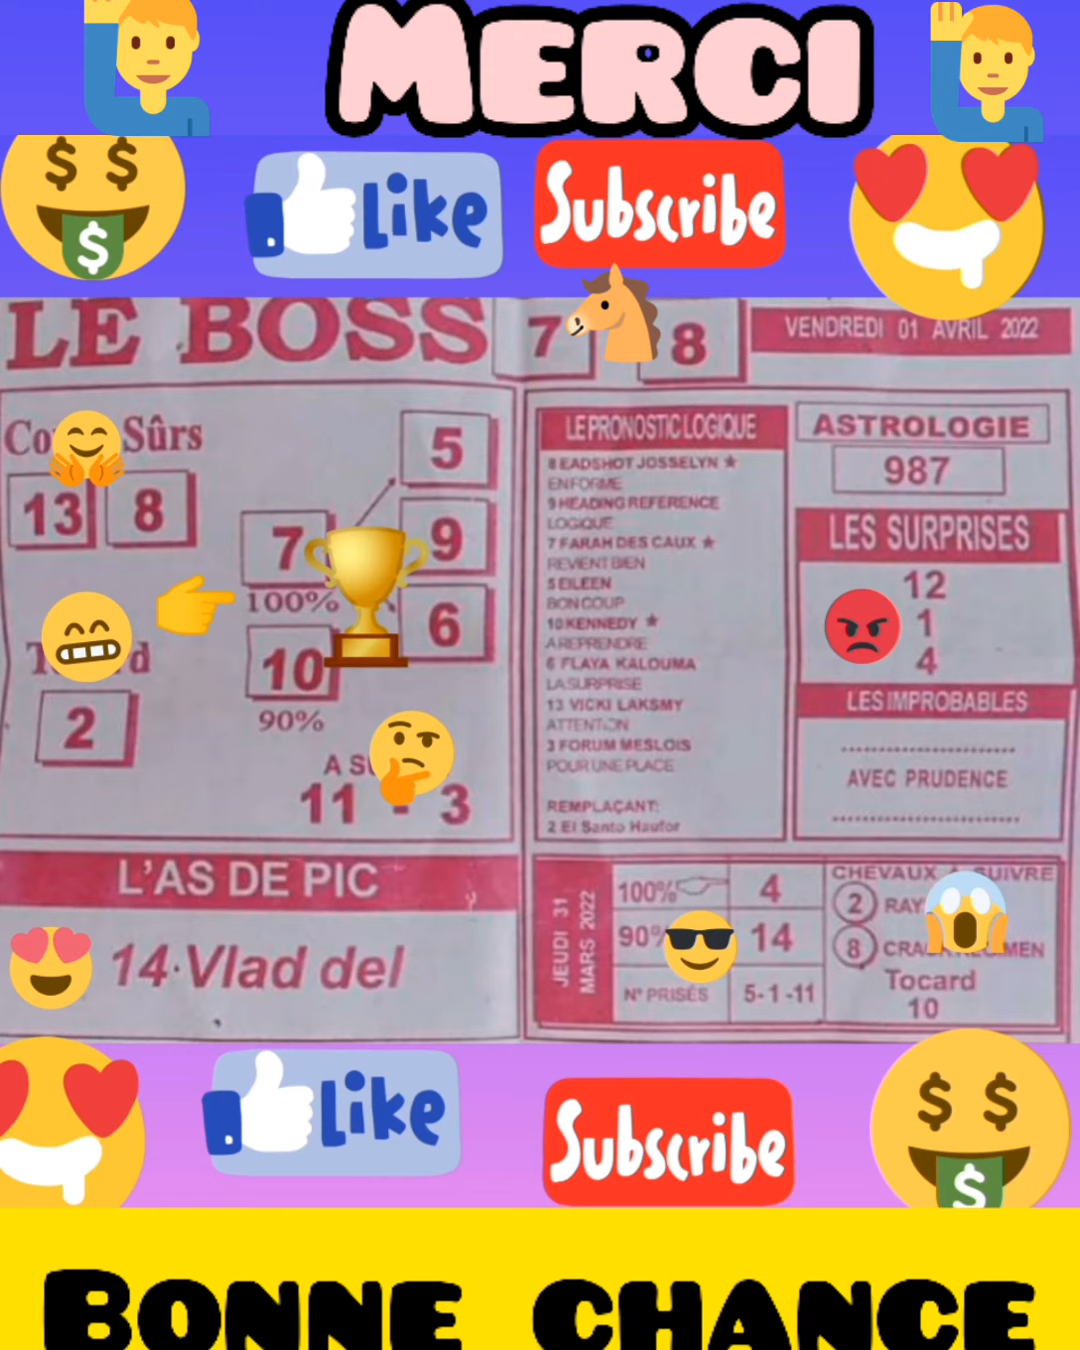 MERCI
Like
Subscribe
LE BOSS
7
8
VENDREDI 01 AVRIL 2022
Sûrs
13
8
5
9
6
7
100%
10
90%
2
11 - 3
LE PRONOSTIC LOGIQUE
8 EADSHOT JOSSELYN ★
EN FORME
9 HEADING REFERENCE
LOGIQUE
7 FARAH DES CAUX ★
REVIENT BIEN
5 EILEEN
BON COUP
10 KENNEDY ★
A REPRENDRE
6 FLAYA KALOUMA
LA SURPRISE
13 VICKI LAKSMY
ATTENTION
3 FORUM MESLOIS
POUR UNE PLACE
REMPLAÇANT:
2 El Santo Haufor
ASTROLOGIE
987
LES SURPRISES
12
1
4
LES IMPROBABLES
AVEC PRUDENCE
L'AS DE PIC
14.Vlad del
JEUDI 31
MARS 2022
100%
4
90%
14
N° PRISÉS
5-1-11
CHEVAUX A SUIVRE
2
8
Tocard
10
Like
Subscribe
BONNE CHANCE